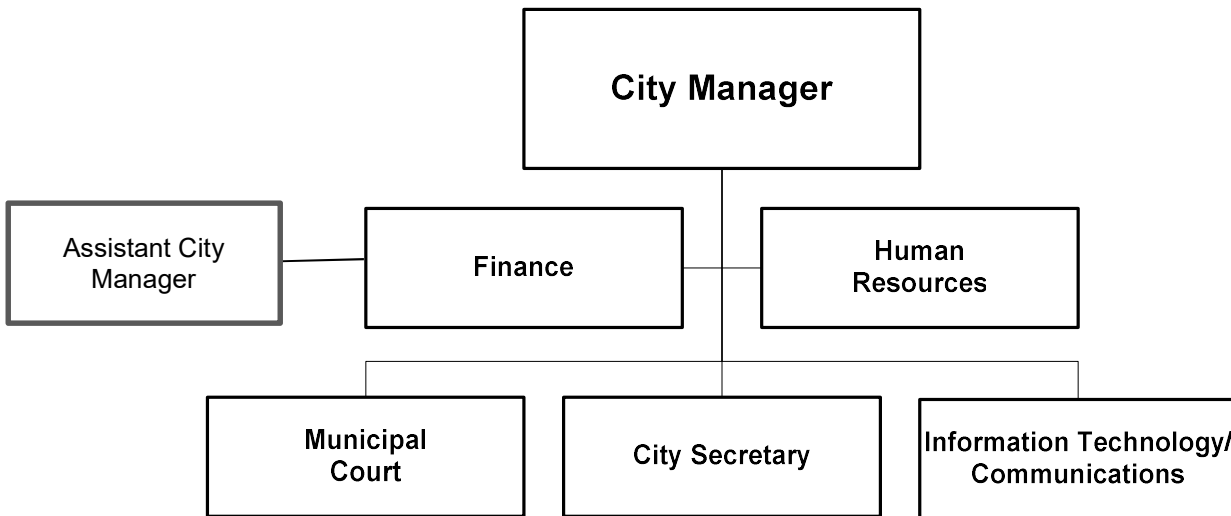 City Manager
Assistant City
Manager
Finance
Human
Resources
Municipal
Court
City Secretary
Information Technology/
Communications